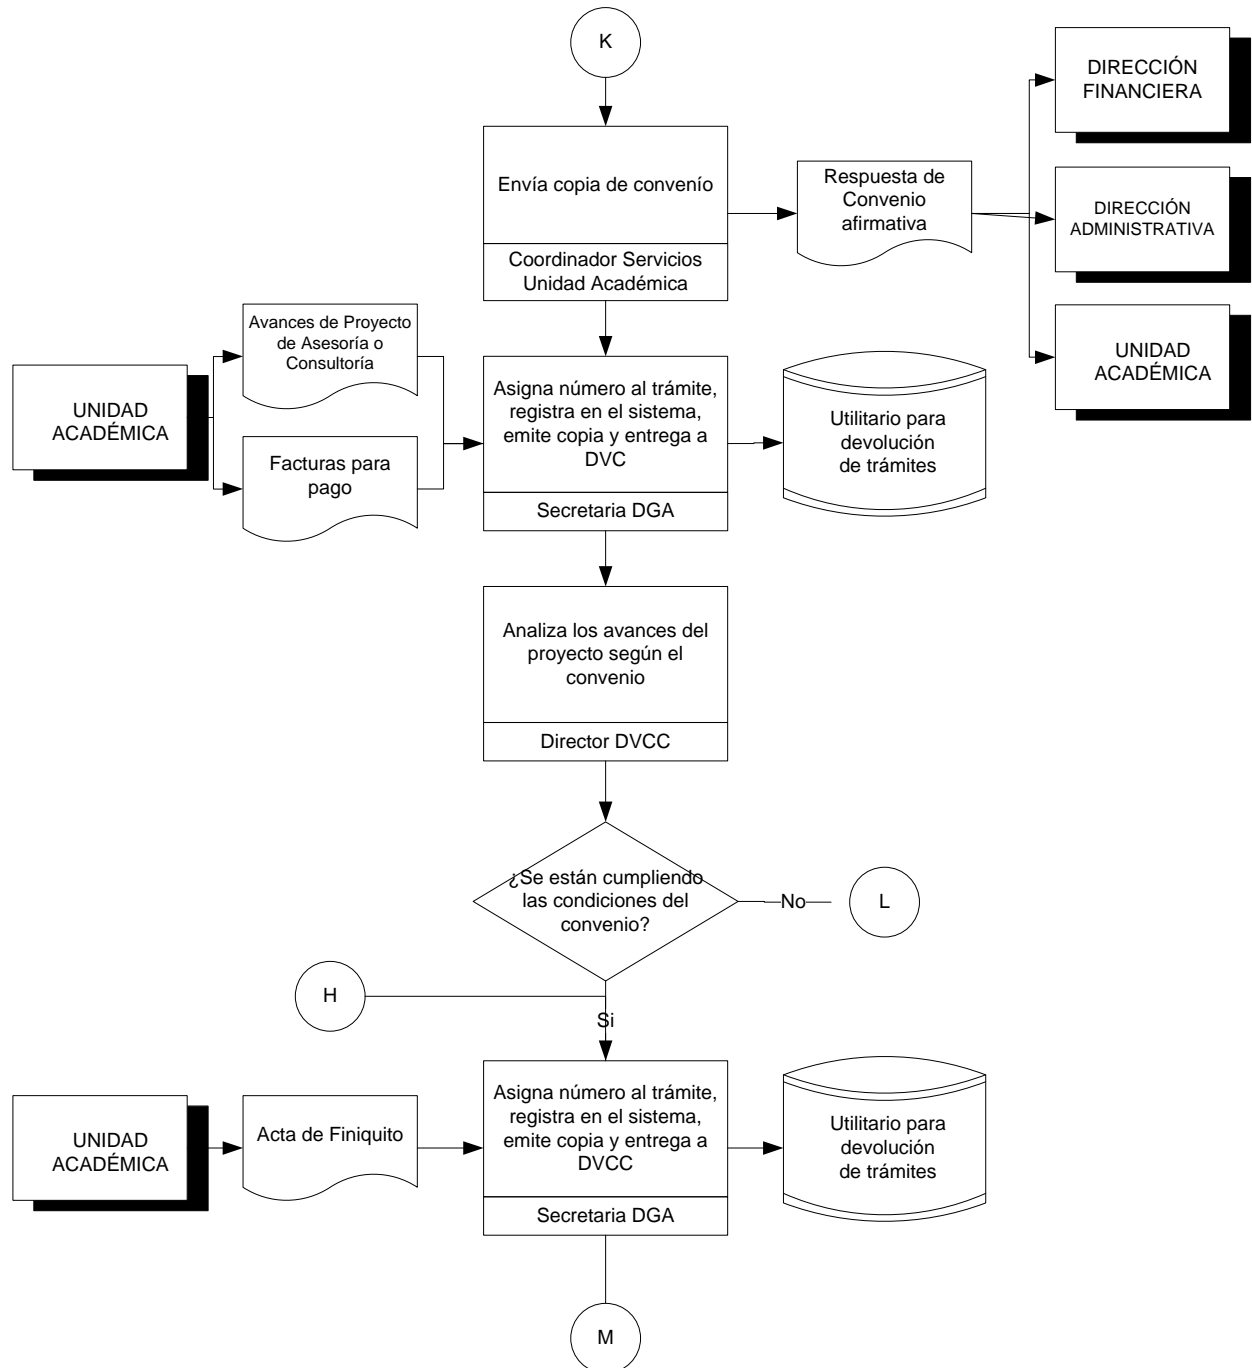 K
DIRECCIÓN
FINANCIERA
Envía copia de convenío
Coordinador Servicios
Unidad Académica
Respuesta de
Convenio
afirmativa
DIRECCIÓN
ADMINISTRATIVA
UNIDAD
ACADÉMICA
UNIDAD
ACADÉMICA
Avances de Proyecto
de Asesoría o
Consultoría
Facturas para
pago
Asigna número al trámite,
registra en el sistema,
emite copia y entrega a
DVC
Secretaria DGA
Utilitario para
devolución
de trámites
Analiza los avances del
proyecto según el
convenio
Director DVCC
¿Se están cumpliendo
las condiciones del
convenio?
No
L
H
Si
UNIDAD
ACADÉMICA
Acta de Finiquito
Asigna número al trámite,
registra en el sistema,
emite copia y entrega a
DVCC
Secretaria DGA
Utilitario para
devolución
de trámites
M